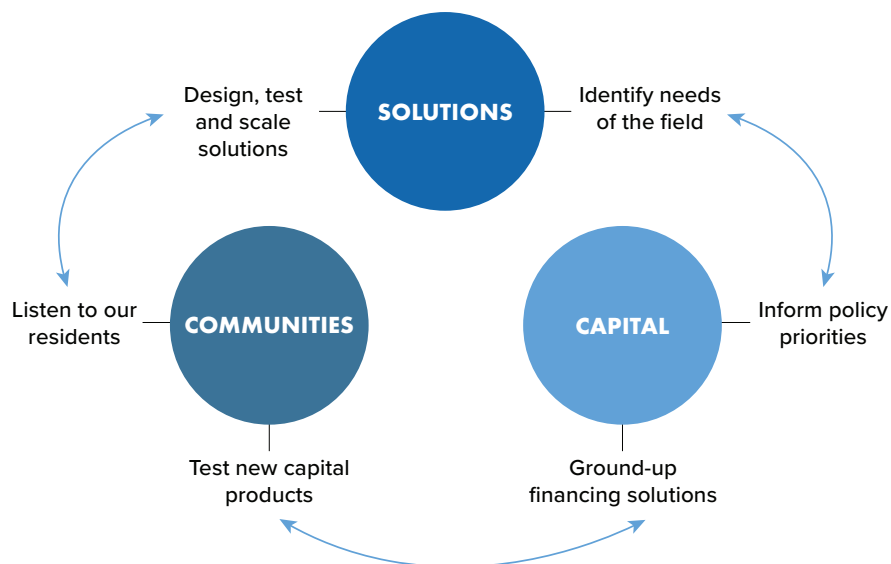 Design, test
and scale
solutions
SOLUTIONS
Identify needs
of the field
Listen to our
residents
COMMUNITIES
CAPITAL
Inform policy
priorities
Test new capital
products
Ground-up
financing solutions